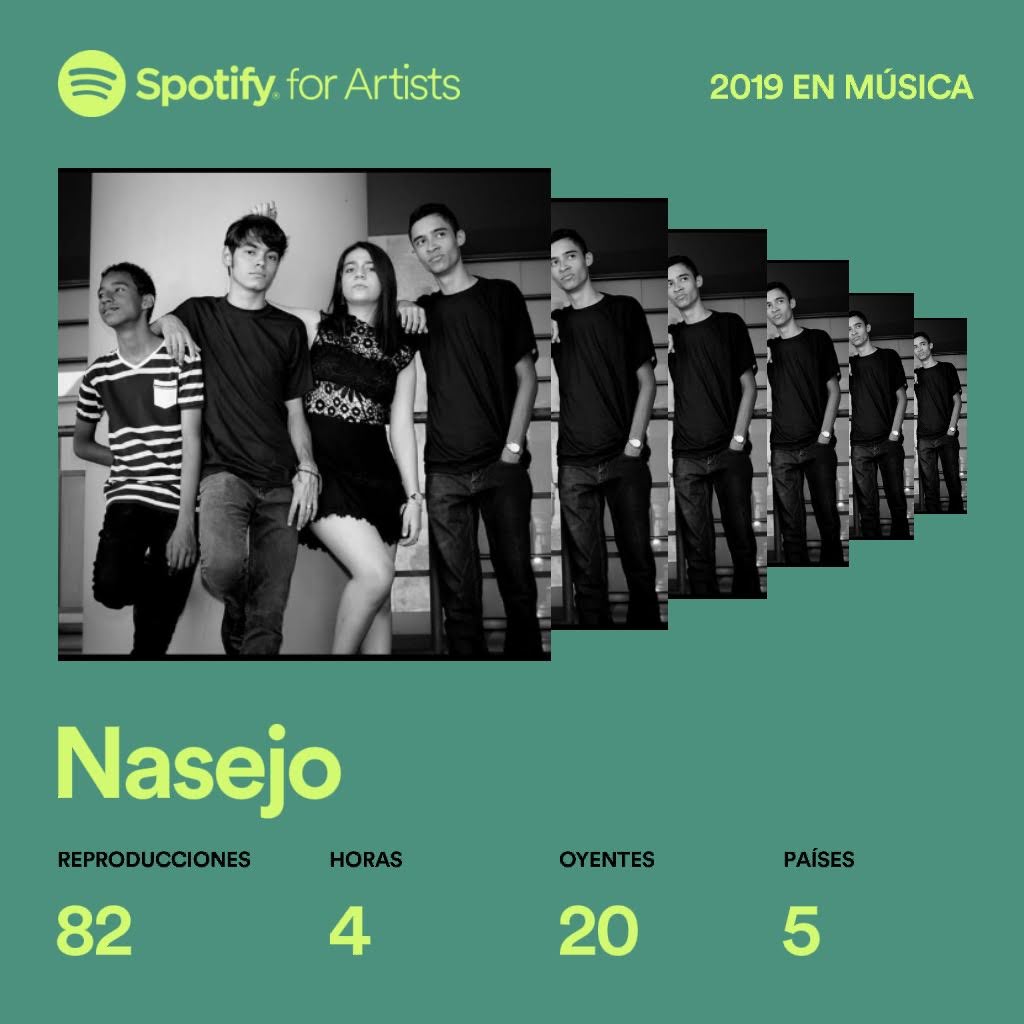 Spotify for Artists
2019 EN MÚSICA
Nasejo
REPRODUCCIONES HORAS OYENTES PAÍSES
82 4 20 5